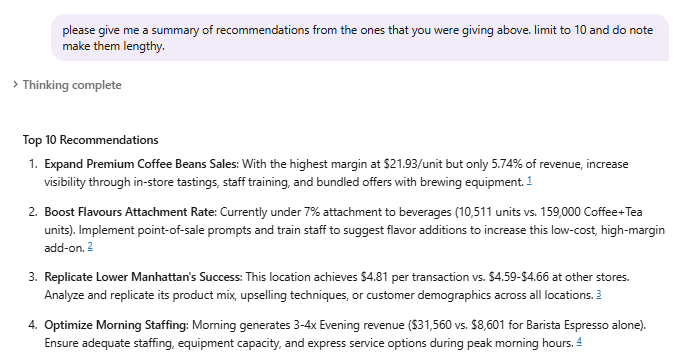 please give me a summary of recommendations from the ones that you were giving above. limit to 10 and do note
make them lengthy.
> Thinking complete
Top 10 Recommendations
1. Expand Premium Coffee Beans Sales: With the highest margin at $21.93/unit but only 5.74% of revenue, increase
visibility through in-store tastings, staff training, and bundled offers with brewing equipment. 1
2. Boost Flavours Attachment Rate: Currently under 7% attachment to beverages (10,511 units vs. 159,000 Coffee+Tea
units). Implement point-of-sale prompts and train staff to suggest flavor additions to increase this low-cost, high-margin
add-on. 2
3. Replicate Lower Manhattan's Success: This location achieves $4.81 per transaction vs. $4.59-$4.66 at other stores.
Analyze and replicate its product mix, upselling techniques, or customer demographics across all locations. 3
4. Optimize Morning Staffing: Morning generates 3-4x Evening revenue ($31,560 vs. $8,601 for Barista Espresso alone).
Ensure adequate staffing, equipment capacity, and express service options during peak morning hours. 4